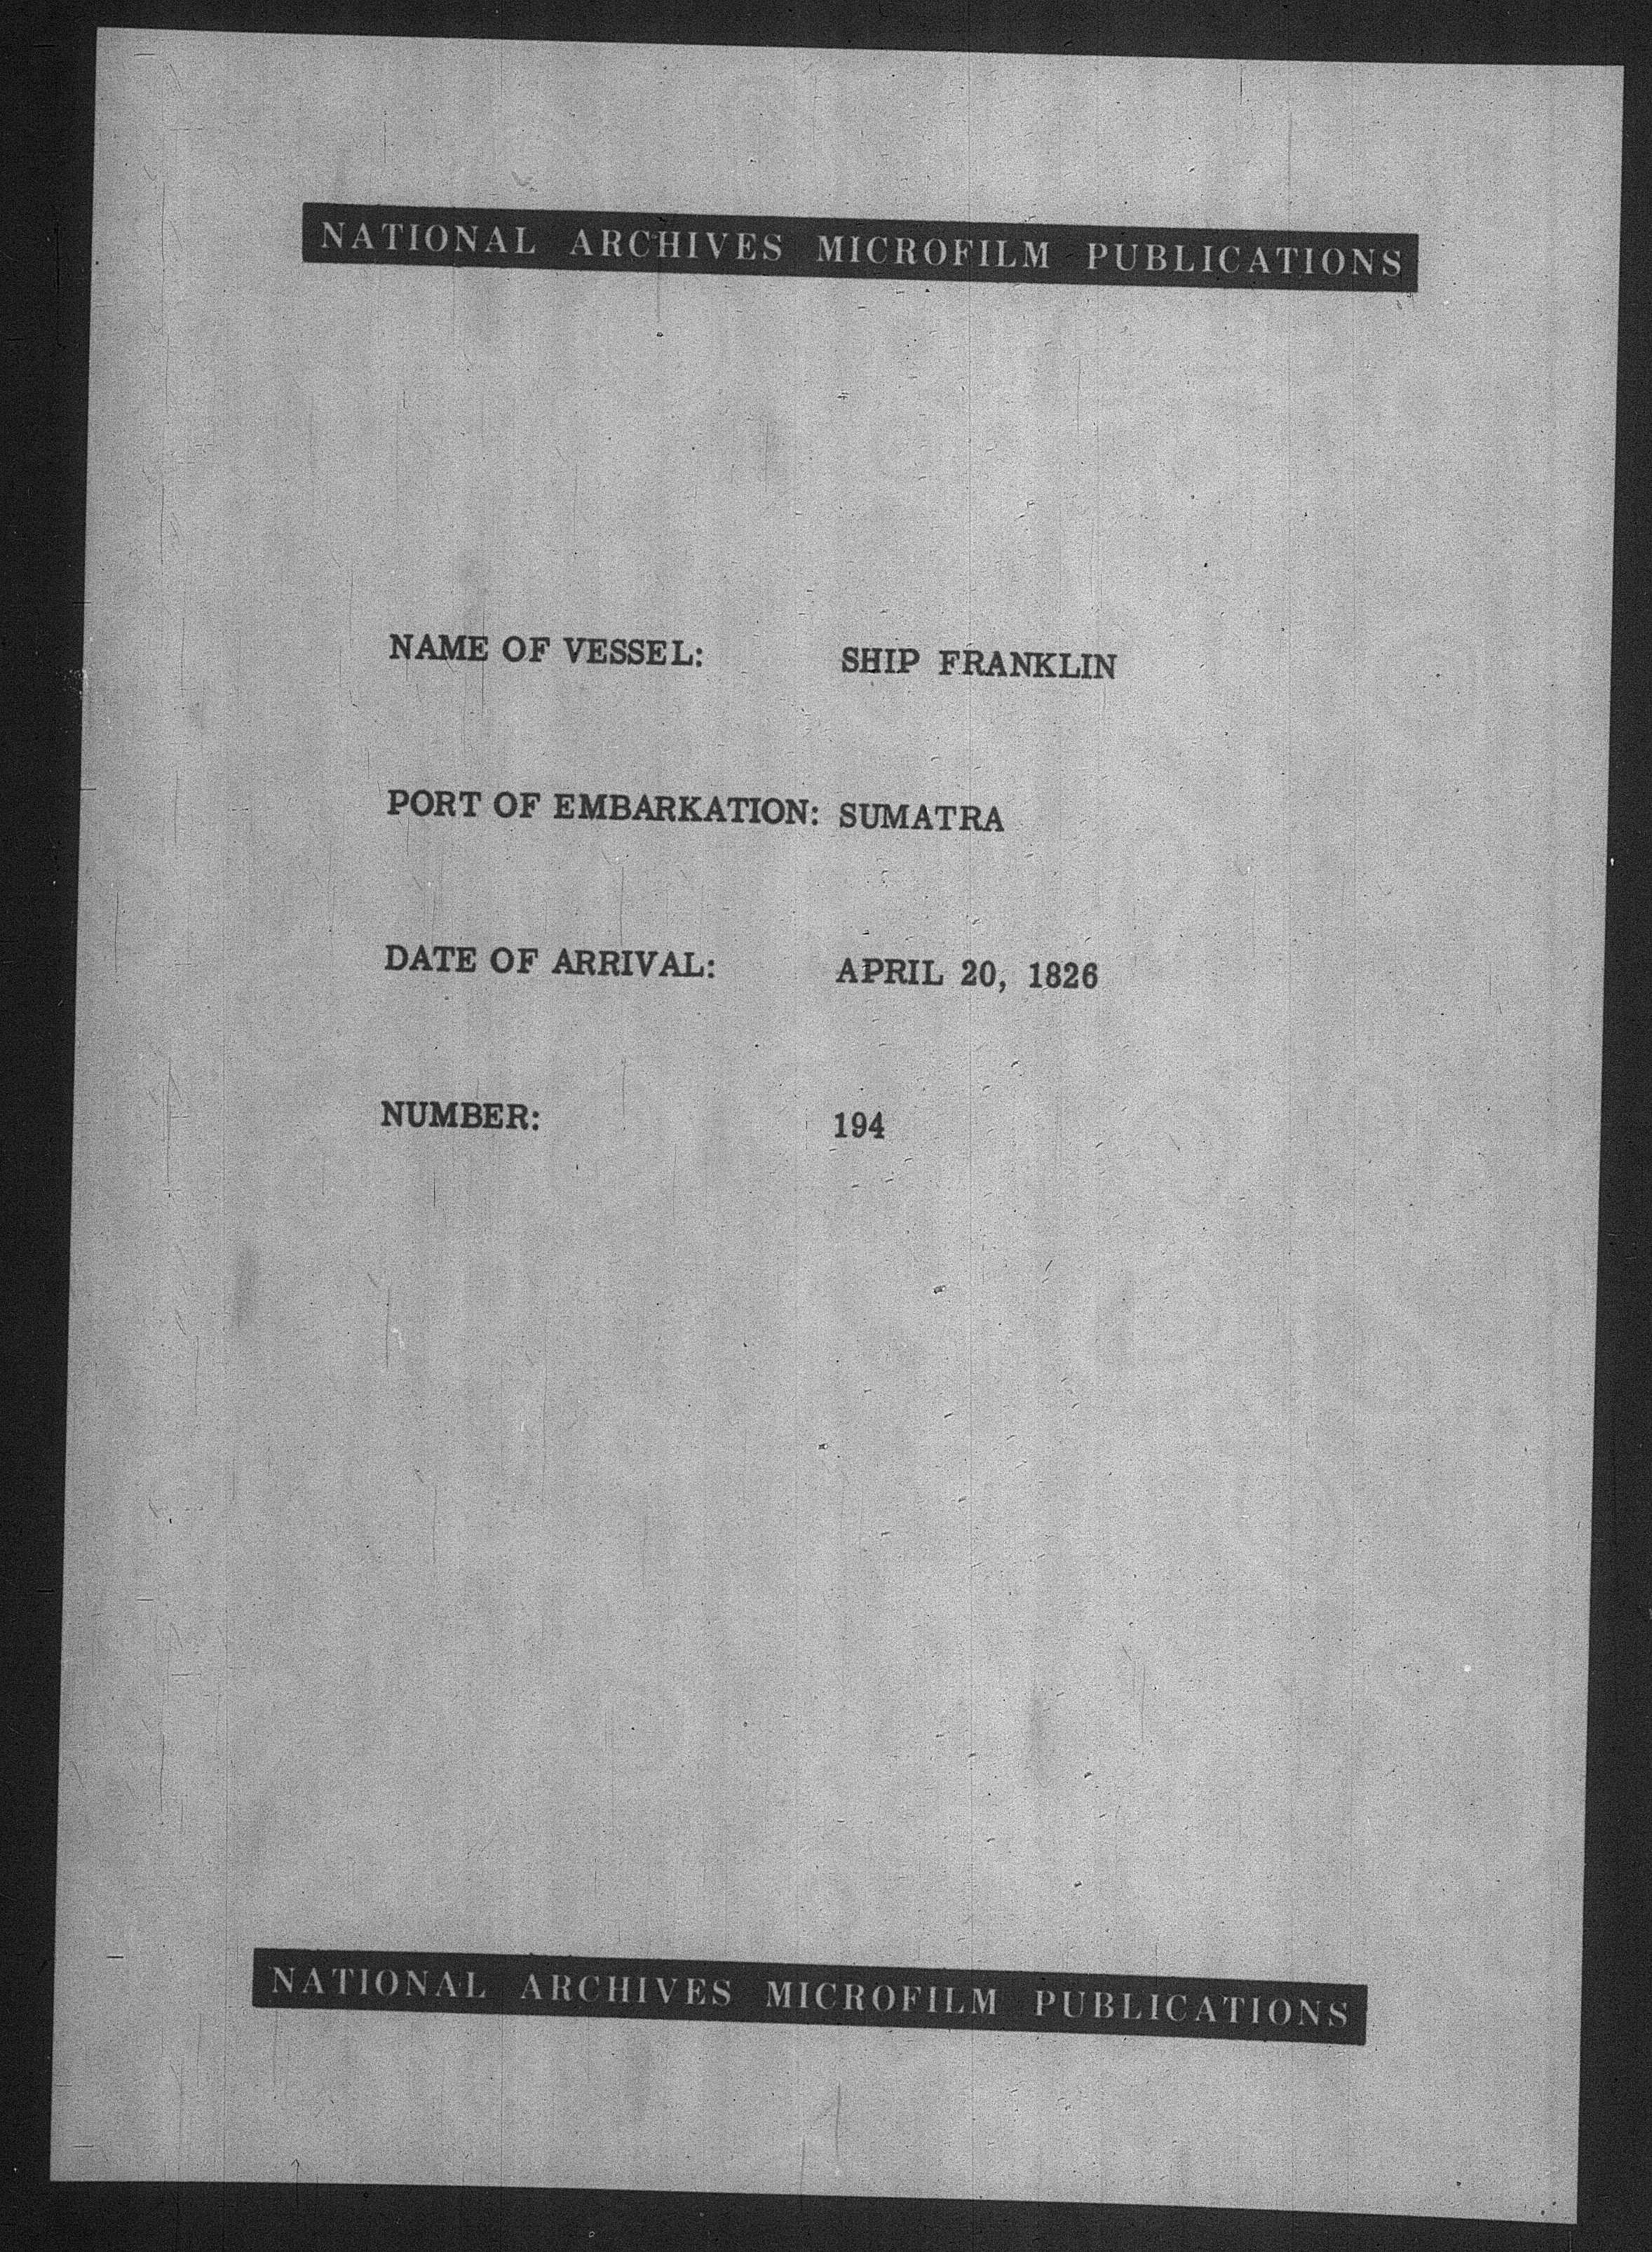 NATIONAL ARCHIVES MICROFILM PUBLICATIONS
NAME OF VESSEL: SHIP FRANKLIN
PORT OF EMBARKATION: SUMATRA
DATE OF ARRIVAL: APRIL 20, 1826
NUMBER: 194
NATIONAL ARCHIVES MICROFILM PUBLICATIONS